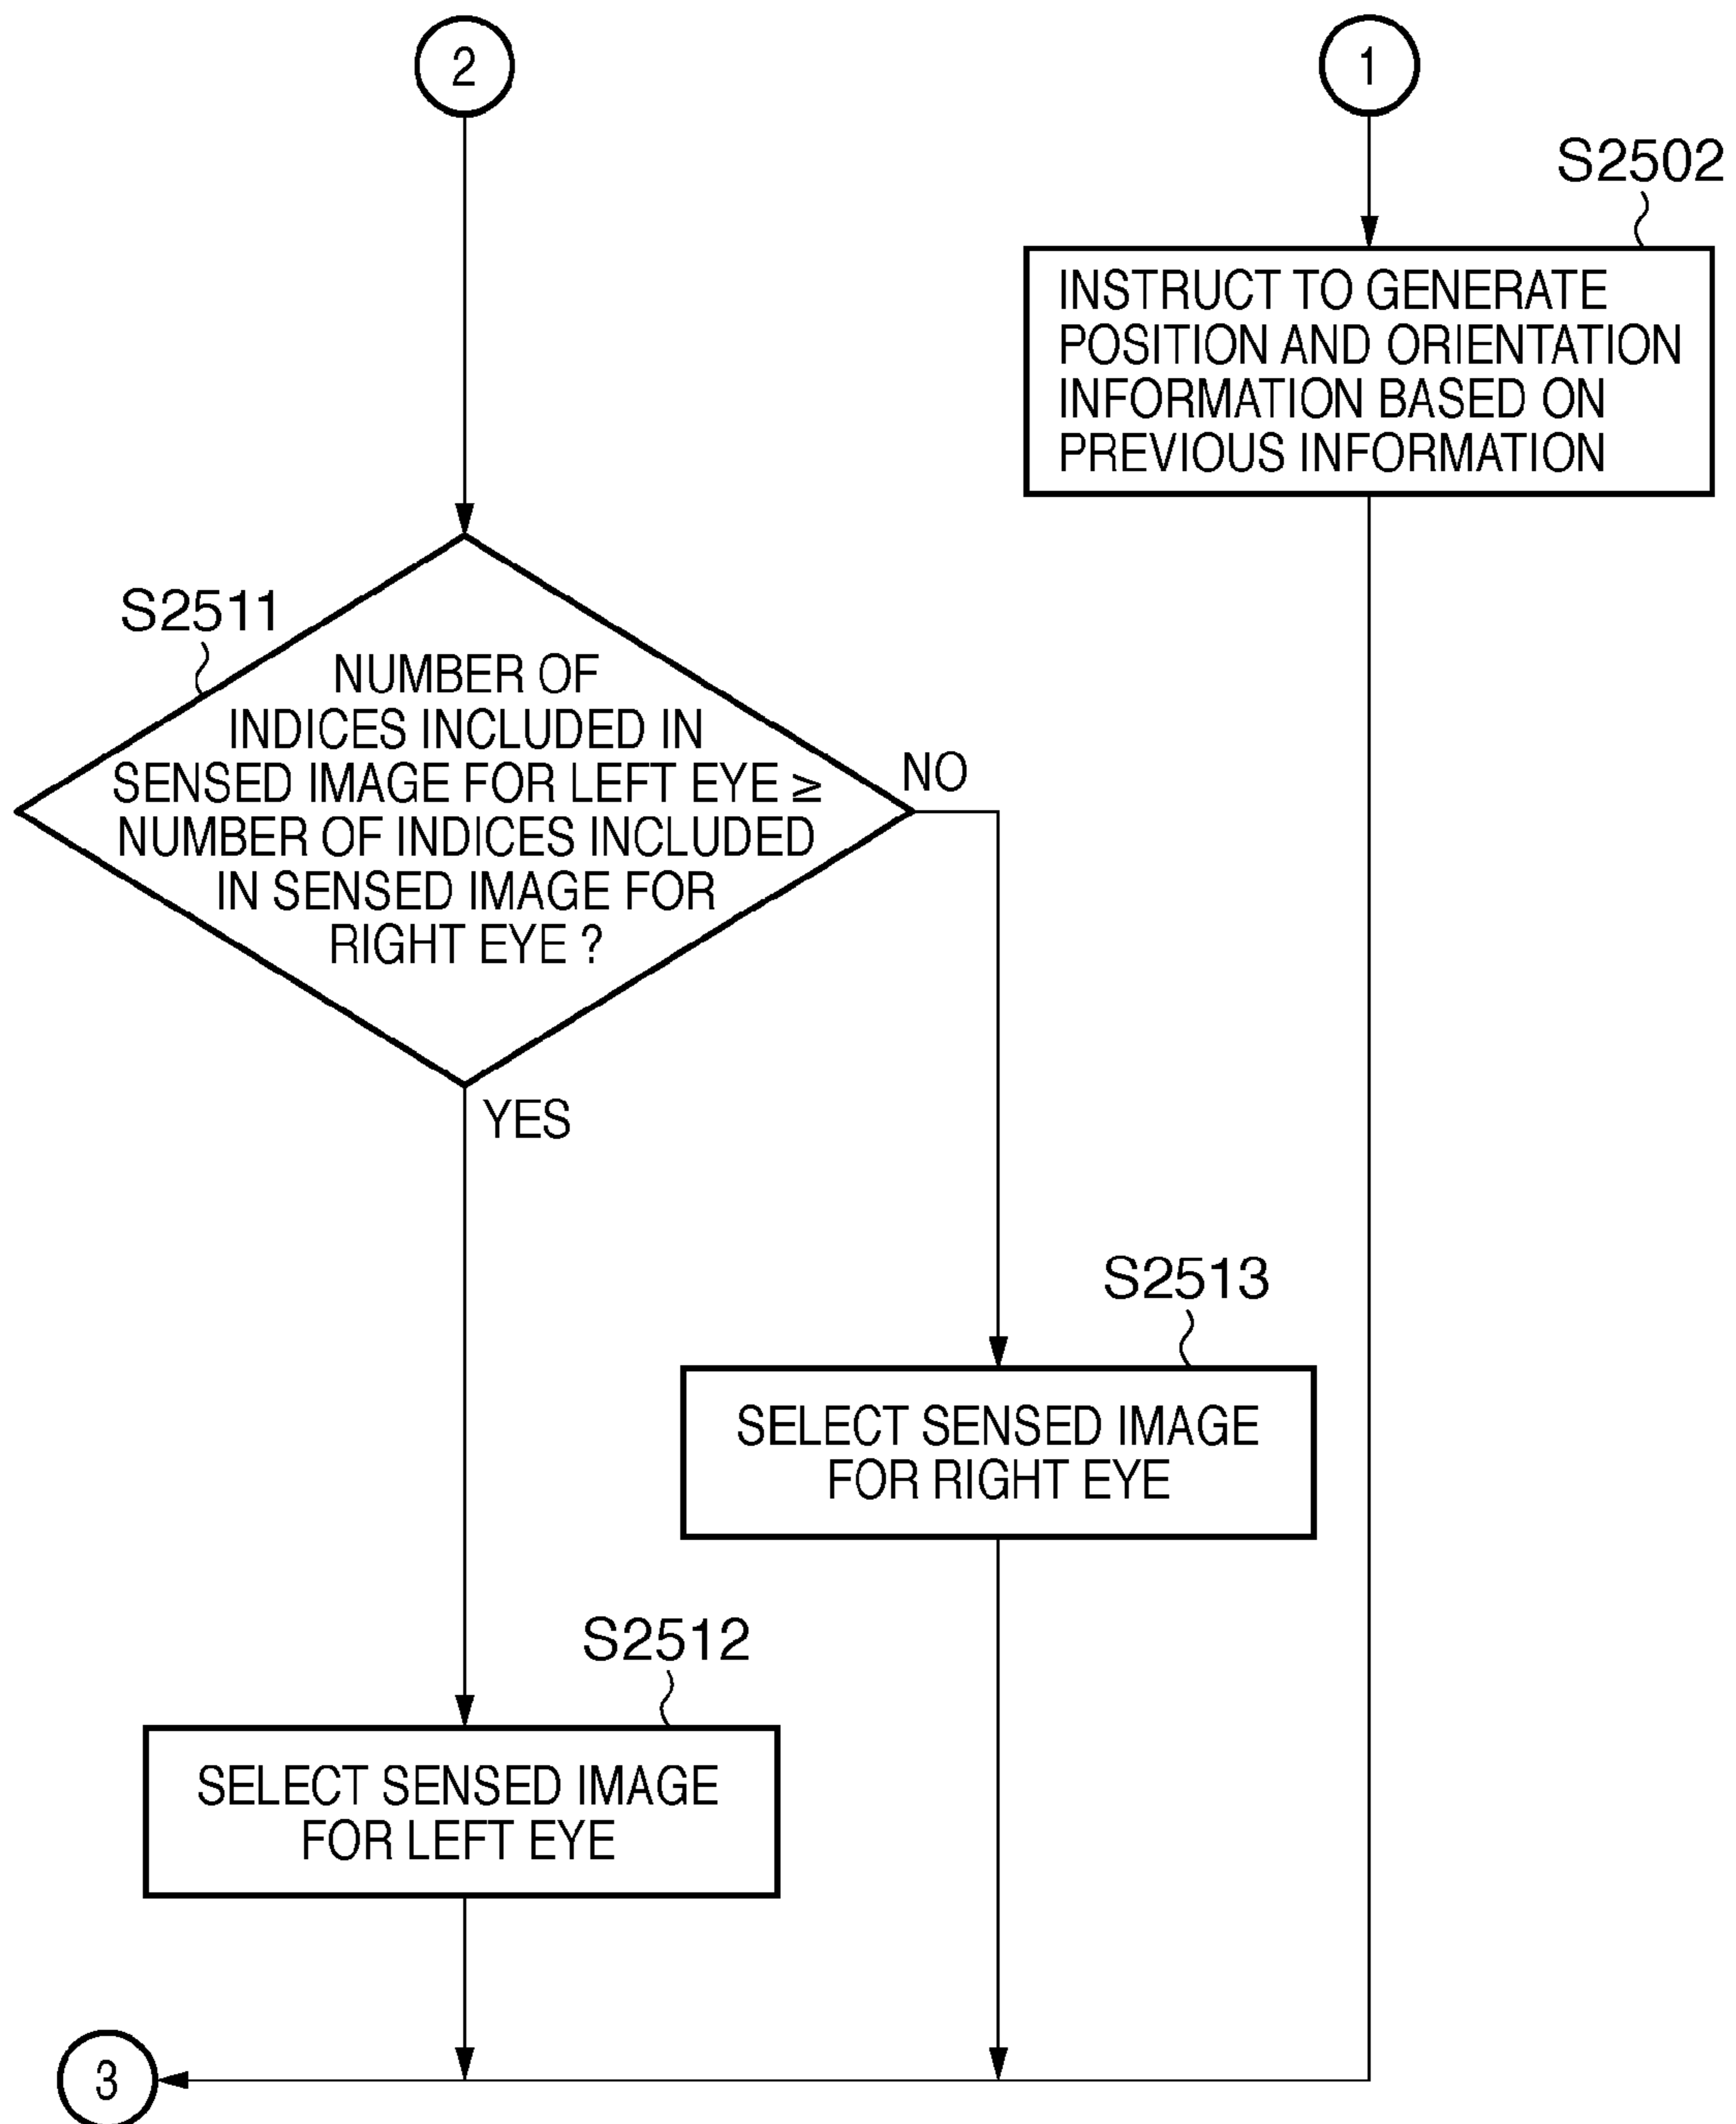 2
1
S2502
INSTRUCT TO GENERATE
POSITION AND ORIENTATION
INFORMATION BASED ON
PREVIOUS INFORMATION
S2511
NUMBER OF
INDICES INCLUDED IN
SENSED IMAGE FOR LEFT EYE ≥
NUMBER OF INDICES INCLUDED
IN SENSED IMAGE FOR
RIGHT EYE ?
NO
YES
S2513
SELECT SENSED IMAGE
FOR RIGHT EYE
S2512
SELECT SENSED IMAGE
FOR LEFT EYE
3